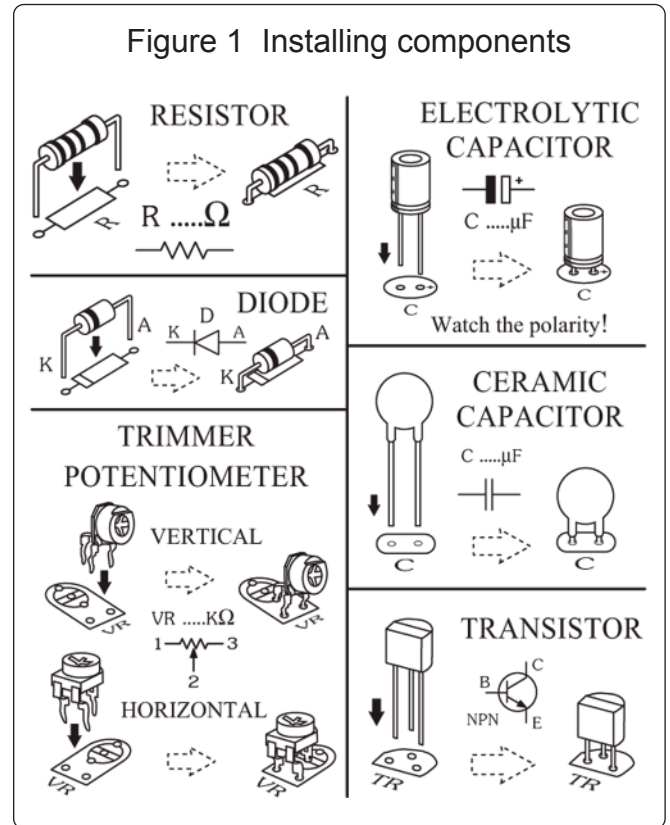 Figure 1 Installing components
RESISTOR
R
R .....Ω
R
DIODE
K
A
K
D
A
K
A
TRIMMER
POTENTIOMETER
VERTICAL
VR
VR
VR .....KΩ
1
3
2
HORIZONTAL
VR
VR
ELECTROLYTIC
CAPACITOR
+
C .....µF
+
C
+
C
Watch the polarity!
CERAMIC
CAPACITOR
C .....µF
C
C
TRANSISTOR
C
B
NPN
E
TR
TR